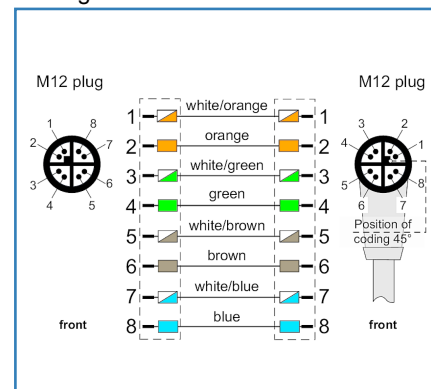 M12 plug
M12 plug
1 8
2 7
3 6
4 5
3 2
4 1
5 8
6 7
Position of
coding 45°
front
front
1 white/orange 1
2 orange 2
3 white/green 3
4 green 4
5 white/brown 5
6 brown 6
7 white/blue 7
8 blue 8